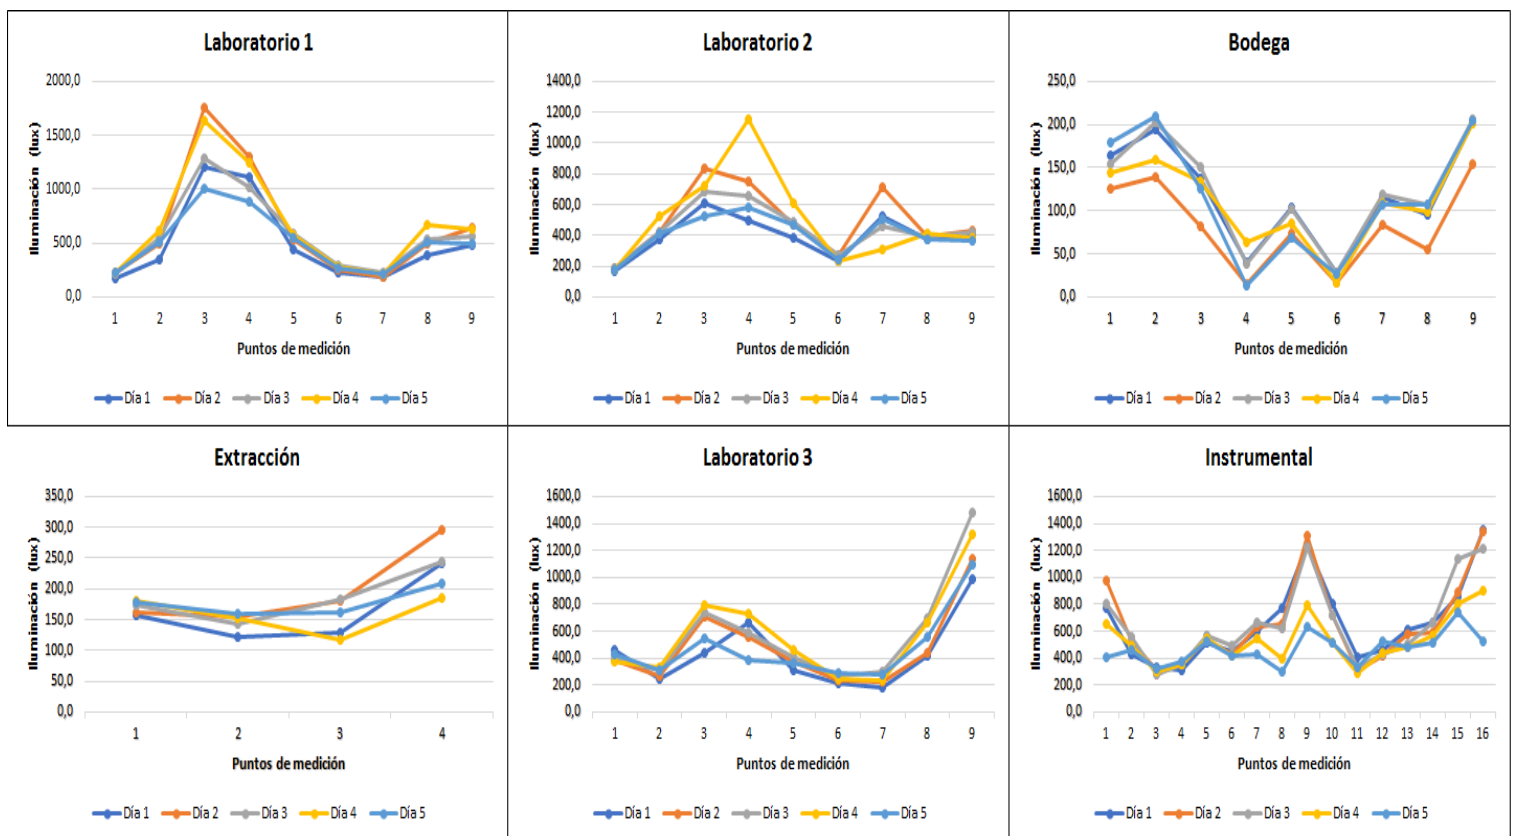 Laboratorio 1
Iluminación (lux)
2000,0
1500,0
1000,0
500,0
0,0
1 2 3 4 5 6 7 8 9
Puntos de medición
Día 1 Día 2 Día 3 Día 4 Día 5
Laboratorio 2
Iluminación (lux)
1400,0
1200,0
1000,0
800,0
600,0
400,0
200,0
0,0
1 2 3 4 5 6 7 8 9
Puntos de medición
Día 1 Día 2 Día 3 Día 4 Día 5
Bodega
Iluminación (lux)
250,0
200,0
150,0
100,0
50,0
0,0
1 2 3 4 5 6 7 8 9
Puntos de medición
Día 1 Día 2 Día 3 Día 4 Día 5
Extracción
Iluminación (lux)
350,0
300,0
250,0
200,0
150,0
100,0
50,0
0,0
1 2 3 4
Puntos de medición
Día 1 Día 2 Día 3 Día 4 Día 5
Laboratorio 3
Iluminación (lux)
1600,0
1400,0
1200,0
1000,0
800,0
600,0
400,0
200,0
0,0
1 2 3 4 5 6 7 8 9
Puntos de medición
Día 1 Día 2 Día 3 Día 4 Día 5
Instrumental
Iluminación (lux)
1600,0
1400,0
1200,0
1000,0
800,0
600,0
400,0
200,0
0,0
1 2 3 4 5 6 7 8 9 10 11 12 13 14 15 16
Puntos de medición
Día 1 Día 2 Día 3 Día 4 Día 5